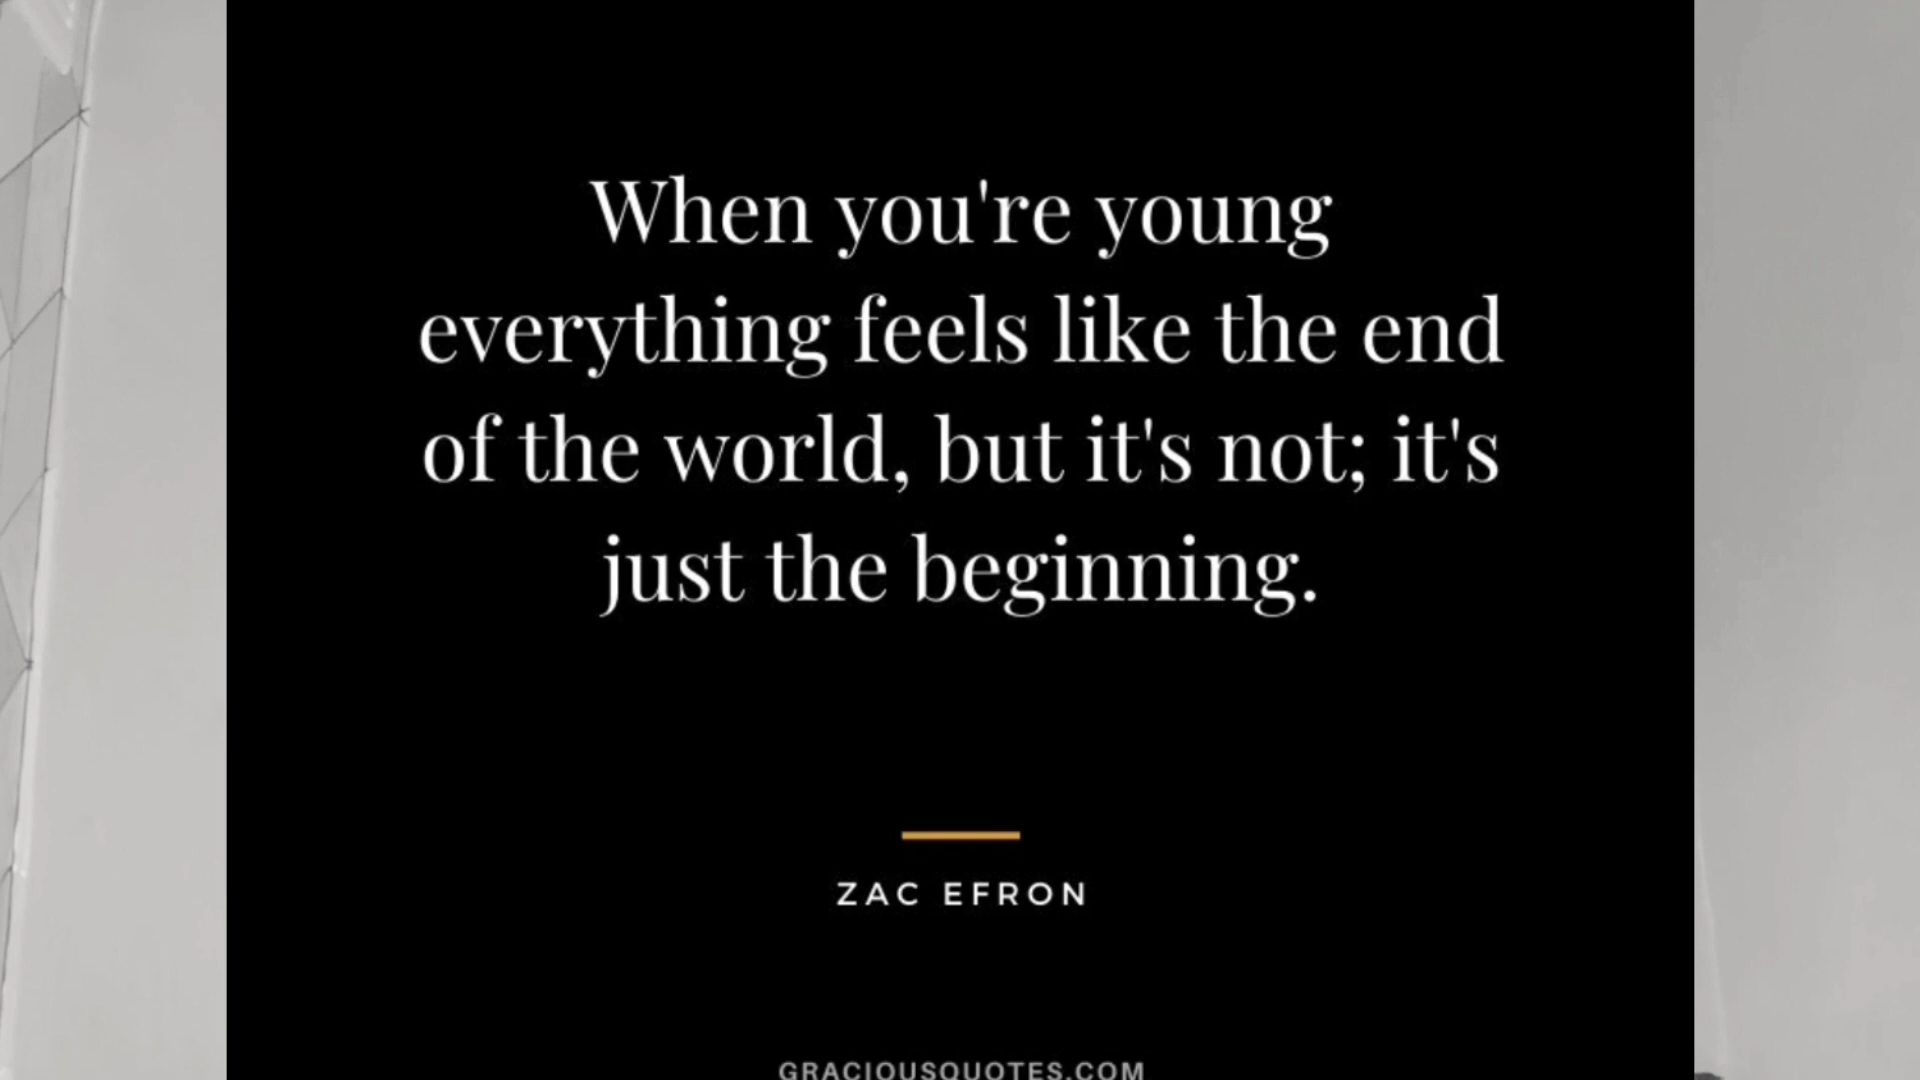 When you're young
everything feels like the end
of the world, but it's not; it's
just the beginning.
ZAC EFRON
GRACIOUSQUOTES.COM